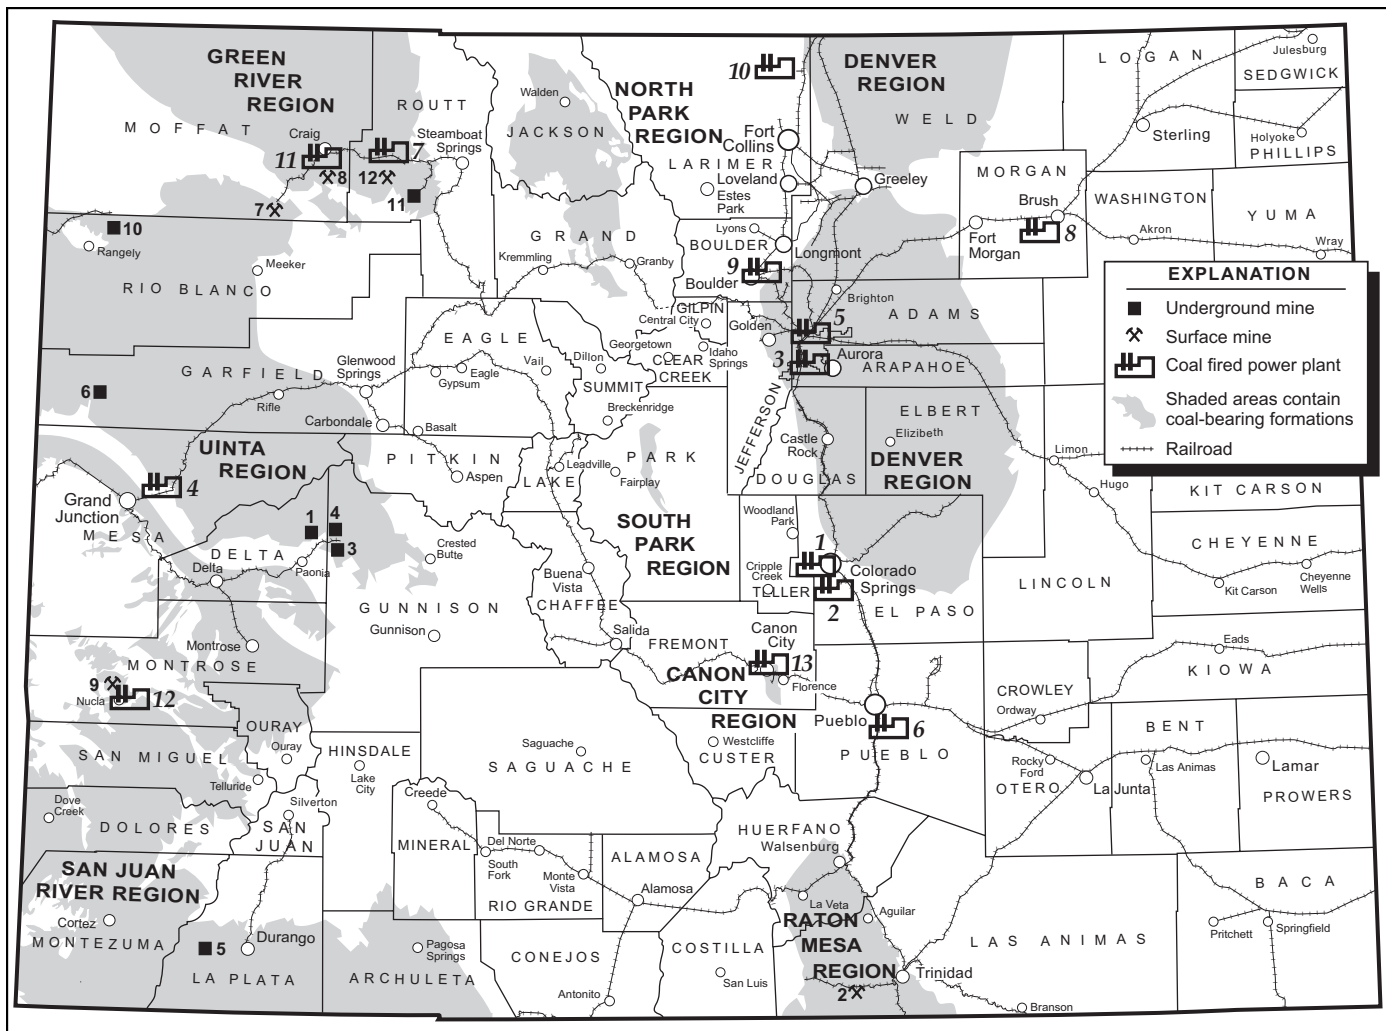 GREEN
RIVER
REGION
M O F F A T
ROUTT
Craig
11
8
7
12
7
11
Steamboat
Springs
Walden
JACKSON
NORTH
PARK
REGION
10
DENVER
REGION
W E L D
Fort
Collins
LARIMER
Loveland
Estes
Park
Greeley
L O G A N
Julesburg
SEDGWICK
Sterling
Holyoke
PHILLIPS
MORGAN
Brush
8
Fort
Morgan
WASHINGTON
Akron
YUMA
Wray
10
Rangely
Meeker
RIO BLANCO
GRAND
Kremmling
Granby
Lyons
BOULDER
Longmont
9
Boulder
Brighton
ADAMS
GILPIN
Central City
Golden
5
3
Aurora
ARAPAHOE
Georgetown
Idaho
Springs
CLEAR
CREEK
EXPLANATION
Underground mine
Surface mine
Coal fired power plant
Shaded areas contain
coal-bearing formations
Railroad
EAGLE
Glenwood
Springs
Gypsum
Eagle
Vail
Dillon
SUMMIT
Breckenridge
GARFIELD
6
Rifle
Carbondale
Basalt
JEFFERSON
Castle
Rock
DOUGLAS
ELBERT
Elizibeth
DENVER
REGION
Limon
Hugo
KIT CARSON
UINTA
REGION
PITKIN
Aspen
Leadville
LAKE
PARK
Fairplay
4
Grand
Junction
MESA
1
4
3
DELTA
Delta
Paonia
Crested
Butte
SOUTH
PARK
REGION
Woodland
Park
1
Cripple
Creek
TELLER
Colorado
Springs
2
EL PASO
LINCOLN
CHEYENNE
Kit Carson
Cheyenne
Wells
Buena
Vista
CHAFFEE
GUNNISON
Gunnison
Salida
FREMONT
Canon
City
13
Florence
CANON
CITY
REGION
Montrose
MONTROSE
9
Nucla
12
Eads
KIOWA
CROWLEY
Ordway
Pueblo
6
PUEBLO
BENT
OURAY
Ouray
SAN MIGUEL
Telluride
HINSDALE
Lake
City
Saguache
SAGUACHE
Westcliffe
CUSTER
Rocky
Ford
OTERO
La Junta
Las Animas
Lamar
PROWERS
Dove
Creek
DOLORES
Silverton
SAN
JUAN
Creede
MINERAL
Del Norte
South
Fork
Monte
Vista
RIO GRANDE
ALAMOSA
Alamosa
HUERFANO
Walsenburg
SAN JUAN
RIVER REGION
Cortez
MONTEZUMA
5
Durango
LA PLATA
Pagosa
Springs
ARCHULETA
CONEJOS
Antonito
COSTILLA
San Luis
La Veta
RATON
MESA
REGION
Aguilar
2
Trinidad
LAS ANIMAS
Branson
BACA
Pritchett
Springfield